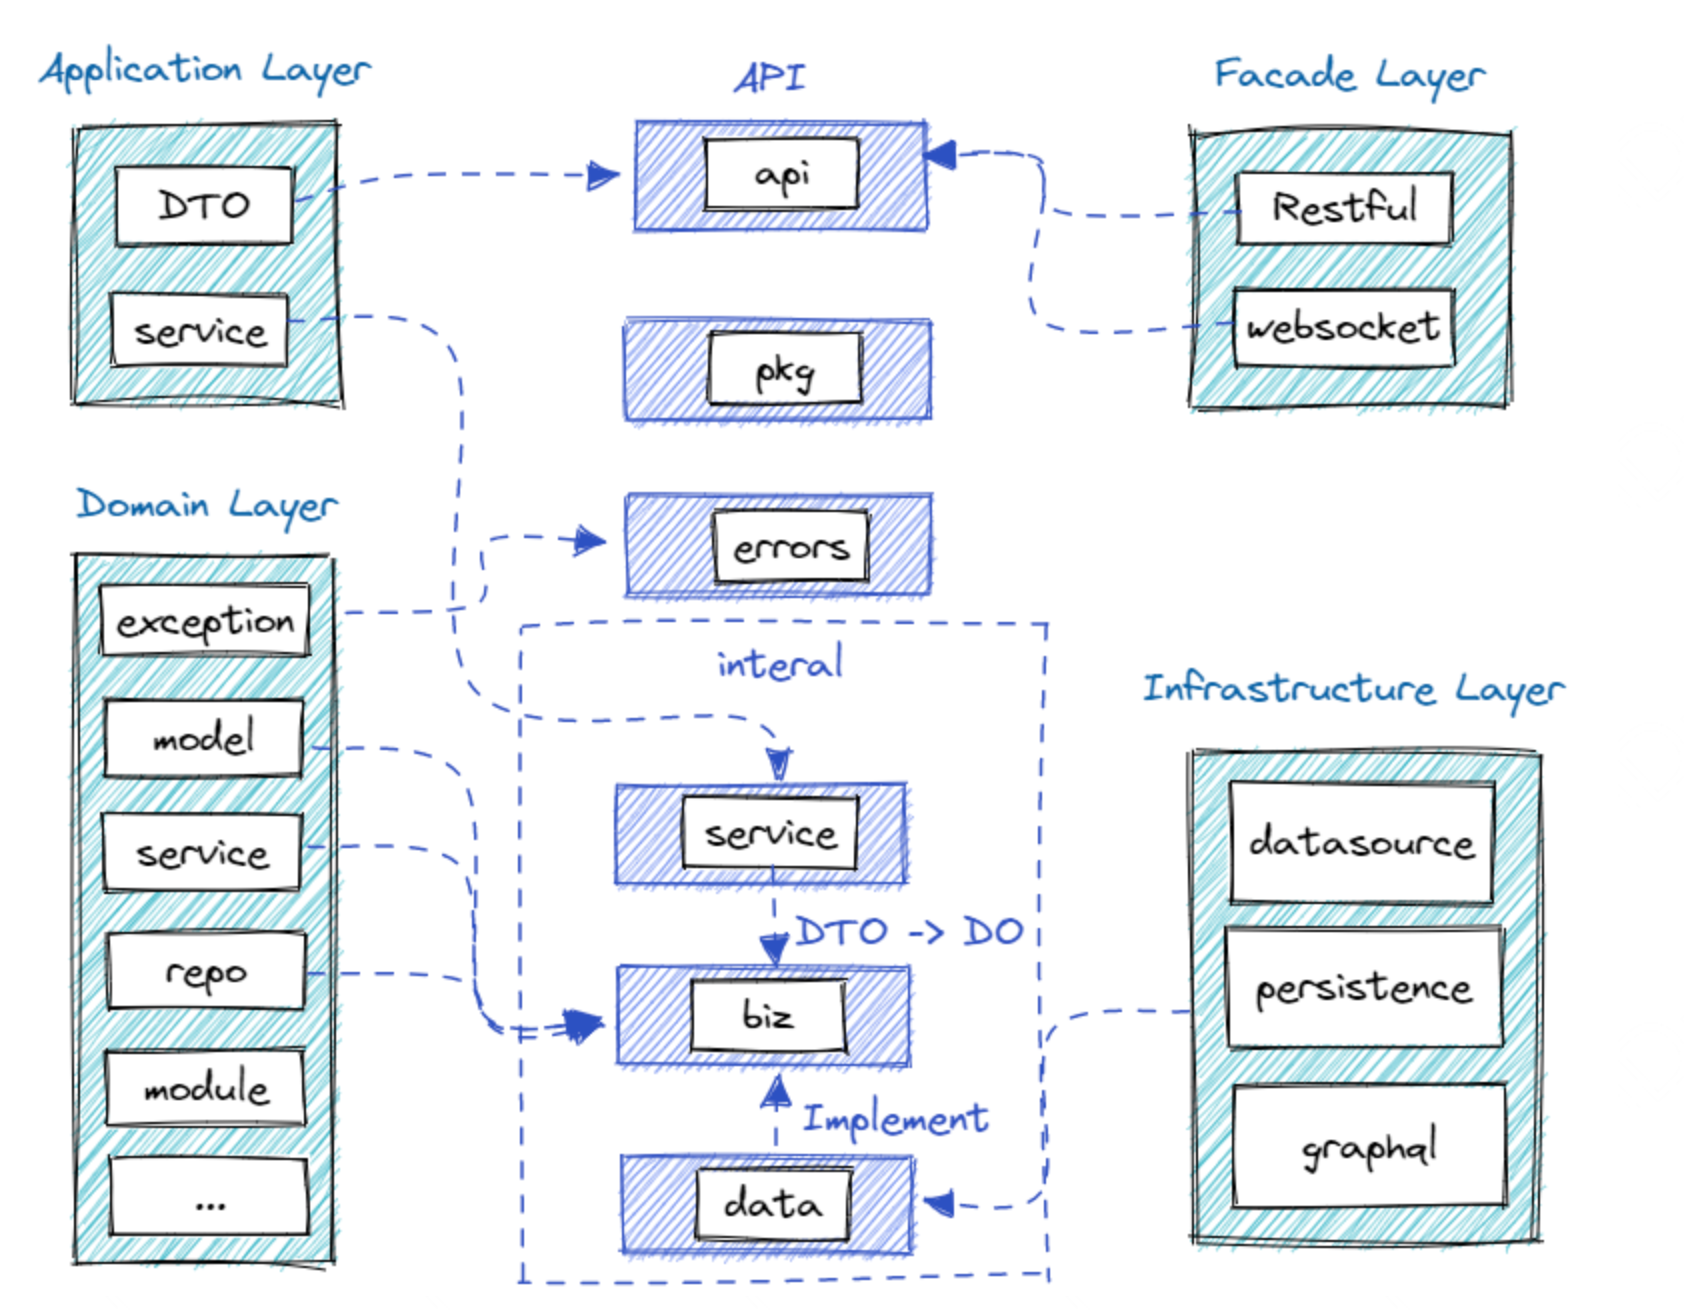 Application Layer
DTO
service
API
api
pkg
errors
Facade Layer
Restful
websocket
Domain Layer
exception
model
service
repo
module
...
interal
service
DTO -> DO
biz
Implement
data
Infrastructure Layer
datasource
persistence
graphql